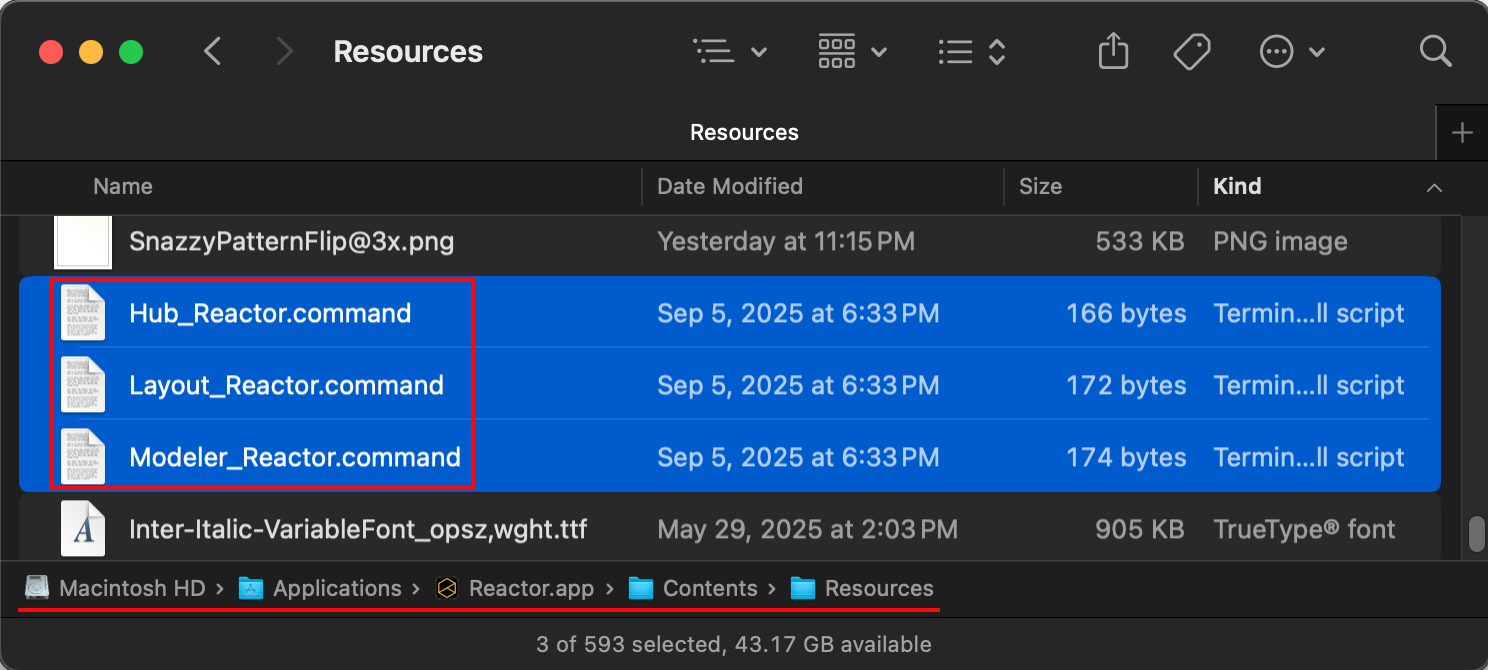 Resources
Resources
Name Date Modified Size Kind
SnazzyPatternFlip@3x.png Yesterday at 11:15 PM 533 KB PNG image
Hub_Reactor.command Sep 5, 2025 at 6:33 PM 166 bytes Termin...ll script
Layout_Reactor.command Sep 5, 2025 at 6:33 PM 172 bytes Termin...ll script
Modeler_Reactor.command Sep 5, 2025 at 6:33 PM 174 bytes Termin...ll script
Inter-Italic-VariableFont_opsz,wght.ttf May 29, 2025 at 2:03 PM 905 KB TrueType® font
Macintosh HD › Applications › Reactor.app › Contents › Resources
3 of 593 selected, 43.17 GB available